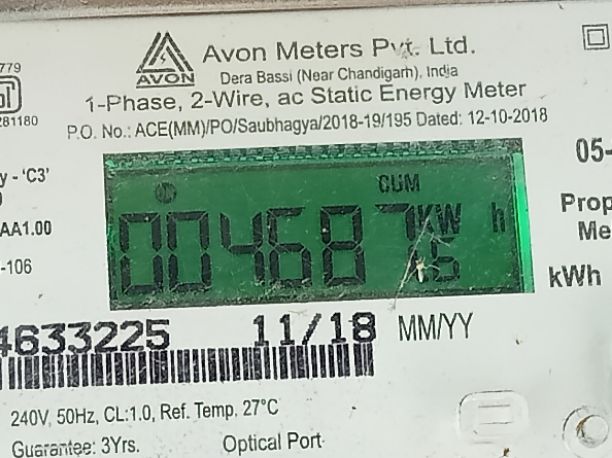 779
AVON
Avon Meters Pvt. Ltd.
Dera Bassi (Near Chandigarh), India
1-Phase, 2-Wire, ac Static Energy Meter
281180
P.O. No.: ACE(MM)/PO/Saubhagya/2018-19/195 Dated: 12-10-2018
y - 'C3'
05-
CUM
AA1.00
004687 KW h
Prop
Me
-106
.6
kWh
4633225 11/18 MM/YY
240V, 50Hz, CL:1.0, Ref. Temp. 27°C
Guarantee: 3Yrs. Optical Port